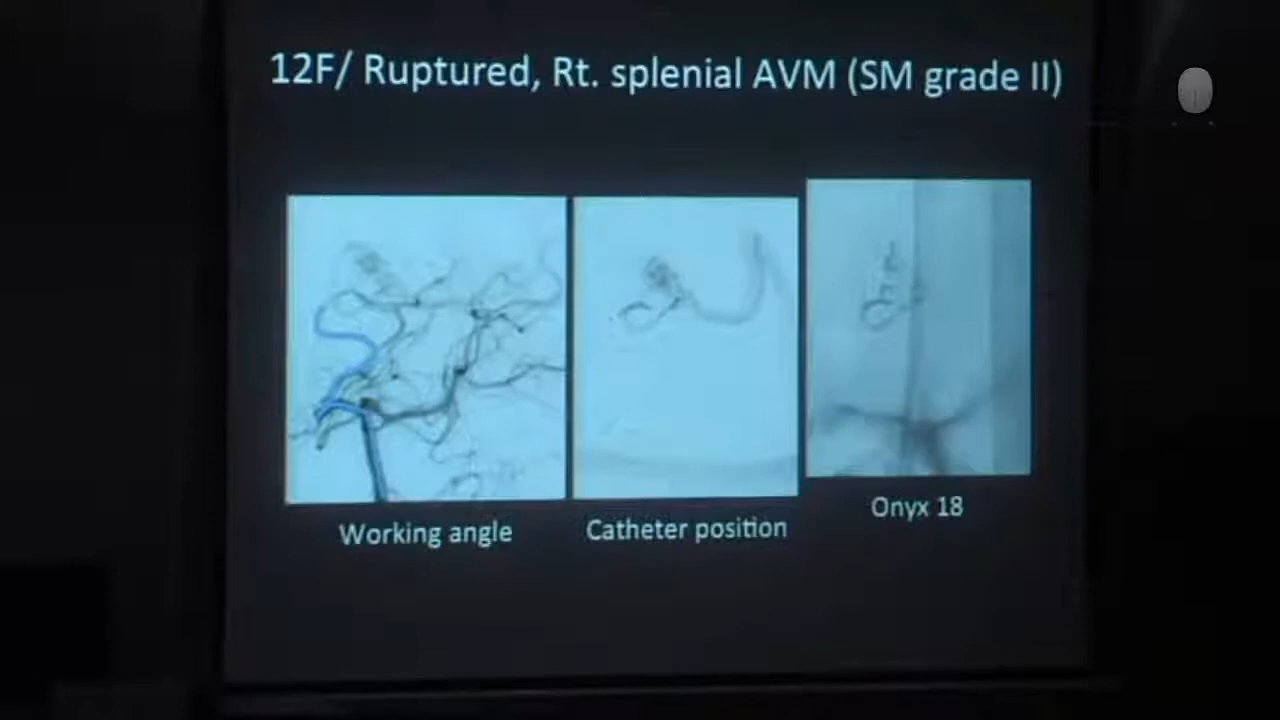 12F/ Ruptured, Rt. splenial AVM (SM grade II)
Working angle
Catheter position
Onyx 18